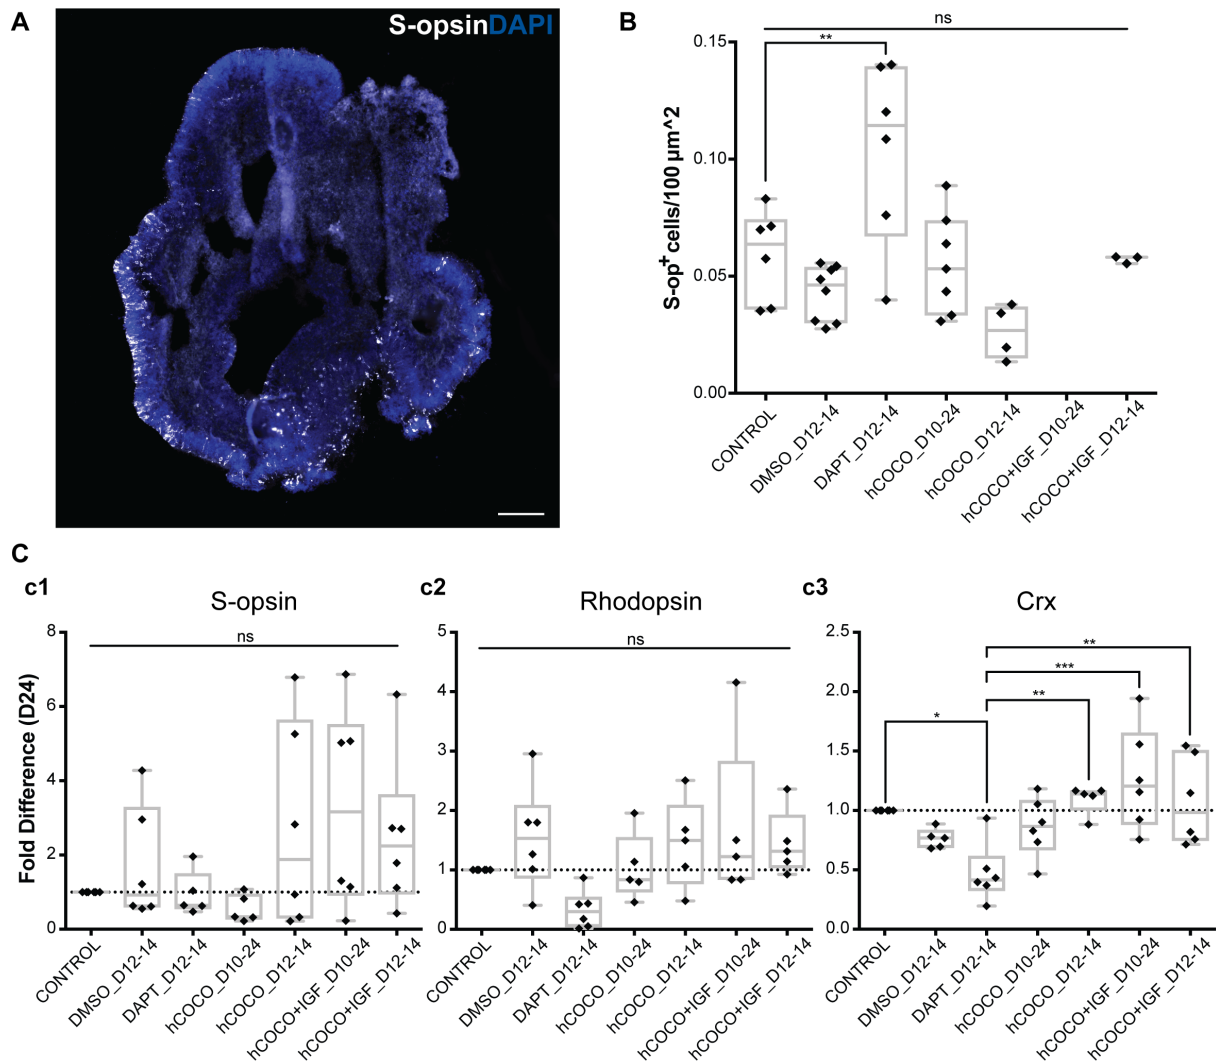 A
S-opsinDAPI
B
ns
**
0.15
0.10
0.05
0.00
S-op+ cells/100 µm^2
CONTROL
DMSO_D12-14
DAPT_D12-14
hCOCO_D10-24
hCOCO_D12-14
hCOCO+IGF_D10-24
hCOCO+IGF_D12-14
C
c1
S-opsin
ns
8
6
4
2
0
Fold Difference (D24)
CONTROL
DMSO_D12-14
DAPT_D12-14
hCOCO_D10-24
hCOCO_D12-14
hCOCO+IGF_D10-24
hCOCO+IGF_D12-14
c2
Rhodopsin
ns
5
4
3
2
1
0
CONTROL
DMSO_D12-14
DAPT_D12-14
hCOCO_D10-24
hCOCO_D12-14
hCOCO+IGF_D10-24
hCOCO+IGF_D12-14
c3
Crx
**
***
**
*
2.5
2.0
1.5
1.0
0.5
0.0
CONTROL
DMSO_D12-14
DAPT_D12-14
hCOCO_D10-24
hCOCO_D12-14
hCOCO+IGF_D10-24
hCOCO+IGF_D12-14